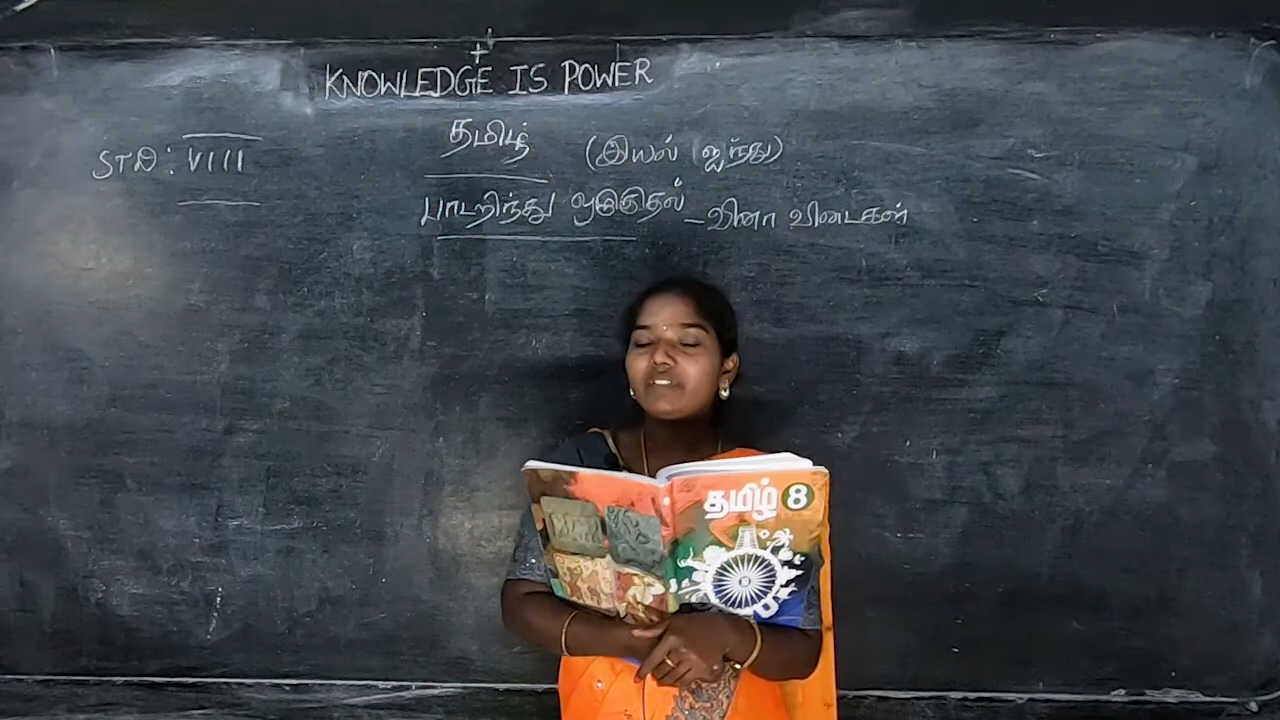 KNOWLEDGE IS POWER
STD: VIII
தமிழ் (இயல் ஐந்து)
பாடறிந்து ஒழுகுதல் - வினா விடைகள்
தமிழ் 8